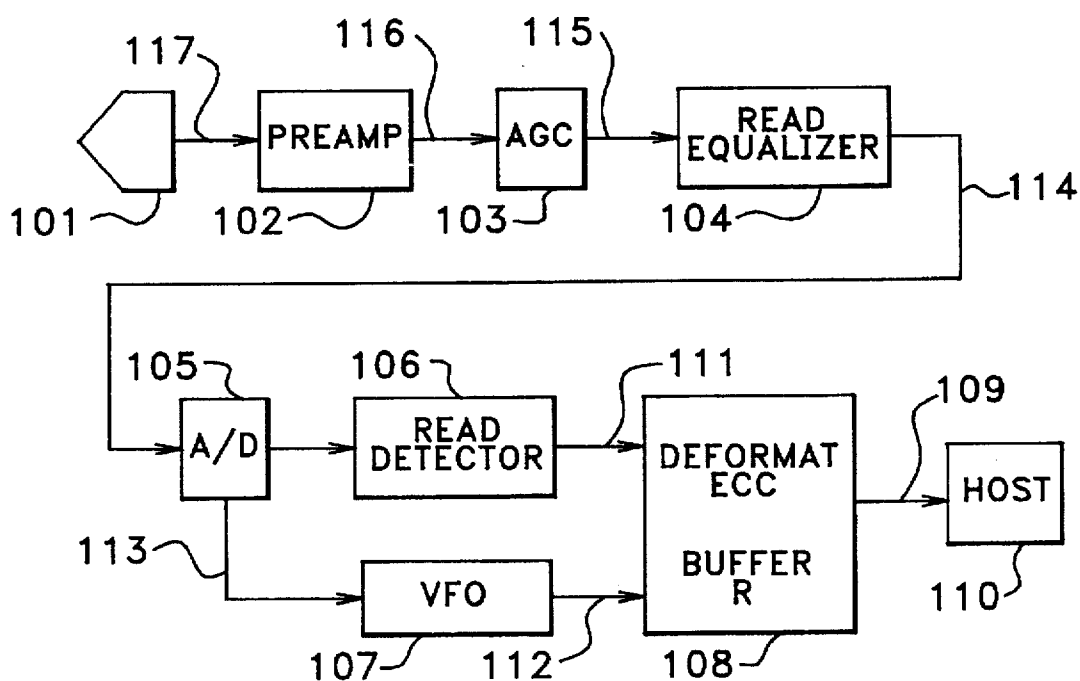 117
116
115
PREAMP
AGC
READ
EQUALIZER
101
102
103
104
114
105
106
111
109
A/D
READ
DETECTOR
DEFORMAT
ECC
HOST
113
VFO
BUFFER
R
110
107
112
108